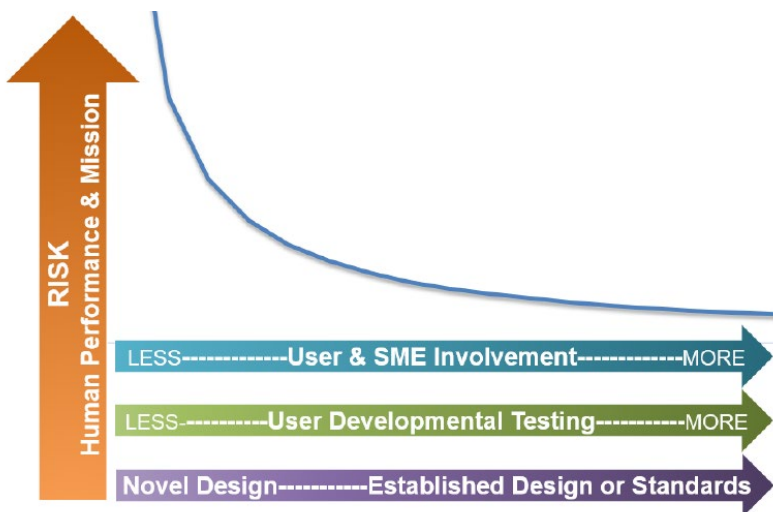 RISK
Human Performance & Mission
LESS-------------User & SME Involvement-------------MORE
LESS-----------User Developmental Testing-----------MORE
Novel Design-----------Established Design or Standards